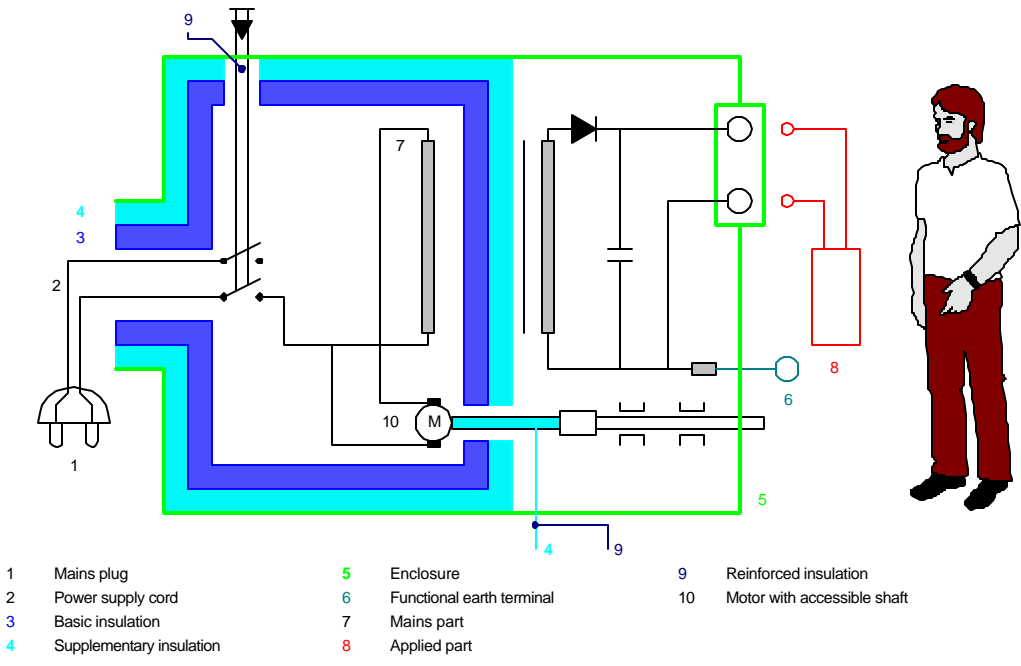 9
7
4
3
2
10
M
8
6
1
5
4
9
1 Mains plug
2 Power supply cord
3 Basic insulation
4 Supplementary insulation
5 Enclosure
6 Functional earth terminal
7 Mains part
8 Applied part
9 Reinforced insulation
10 Motor with accessible shaft